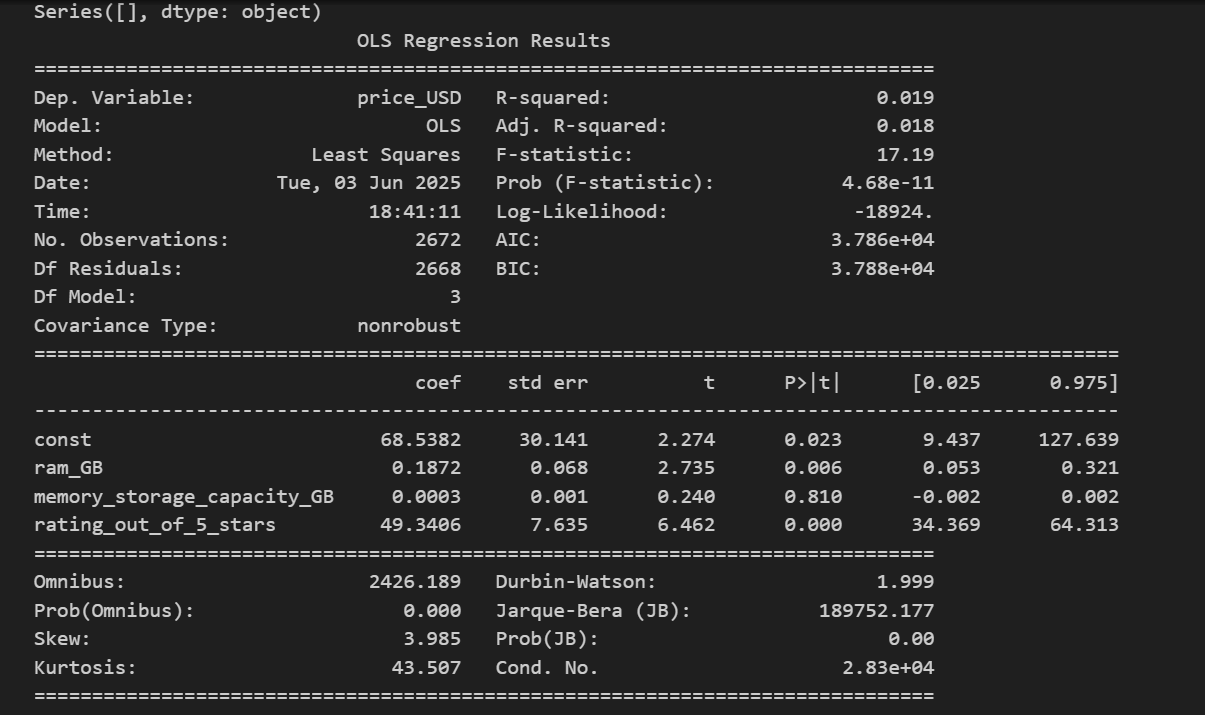 Series([], dtype: object)
OLS Regression Results
==============================================================================
Dep. Variable: price_USD R-squared: 0.019
Model: OLS Adj. R-squared: 0.018
Method: Least Squares F-statistic: 17.19
Date: Tue, 03 Jun 2025 Prob (F-statistic): 4.68e-11
Time: 18:41:11 Log-Likelihood: -18924.
No. Observations: 2672 AIC: 3.786e+04
Df Residuals: 2668 BIC: 3.788e+04
Df Model: 3
Covariance Type: nonrobust
==============================================================================================
coef std err t P>|t| [0.025 0.975]
----------------------------------------------------------------------------------------------
const 68.5382 30.141 2.274 0.023 9.437 127.639
ram_GB 0.1872 0.068 2.735 0.006 0.053 0.321
memory_storage_capacity_GB 0.0003 0.001 0.240 0.810 -0.002 0.002
rating_out_of_5_stars 49.3406 7.635 6.462 0.000 34.369 64.313
==============================================================================
Omnibus: 2426.189 Durbin-Watson: 1.999
Prob(Omnibus): 0.000 Jarque-Bera (JB): 189752.177
Skew: 3.985 Prob(JB): 0.00
Kurtosis: 43.507 Cond. No. 2.83e+04
==============================================================================